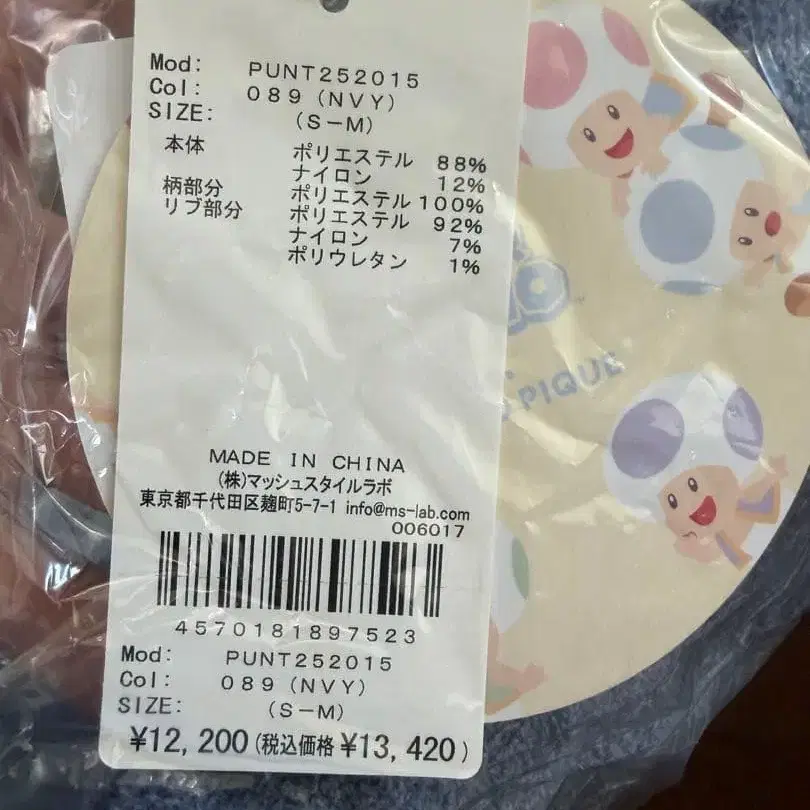 Mod: PUNT252015
Col: 089 (NVY)
SIZE: (S-M)
本体 ポリエステル 88%
ナイロン 12%
柄部分 ポリエステル 100%
リブ部分 ポリエステル 92%
ナイロン 7%
ポリウレタン 1%
MADE IN CHINA
(株)マッシュスタイルラボ
東京都千代田区麹町5-7-1 info@ms-lab.com
006017
4570181897523
Mod: PUNT252015
Col: 089 (NVY)
SIZE: (S-M)
¥12,200(税込価格¥13,420)
PIQUE